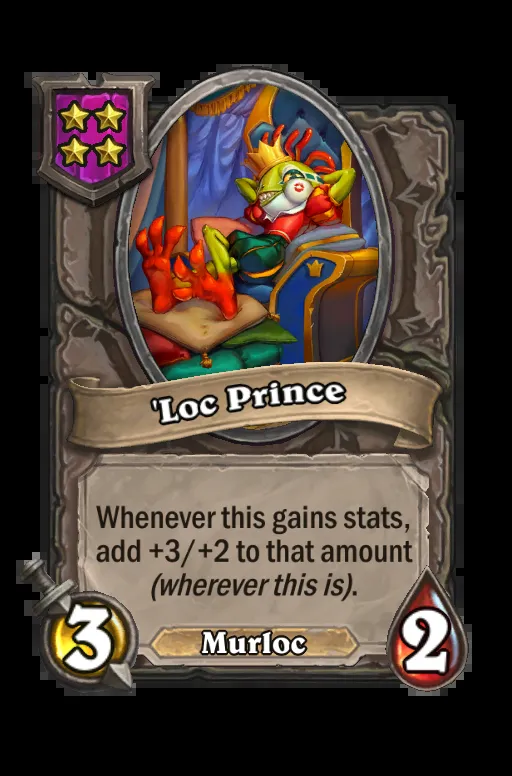 'Loc Prince
Whenever this gains stats,
add +3/+2 to that amount
(wherever this is).
3
Murloc
2